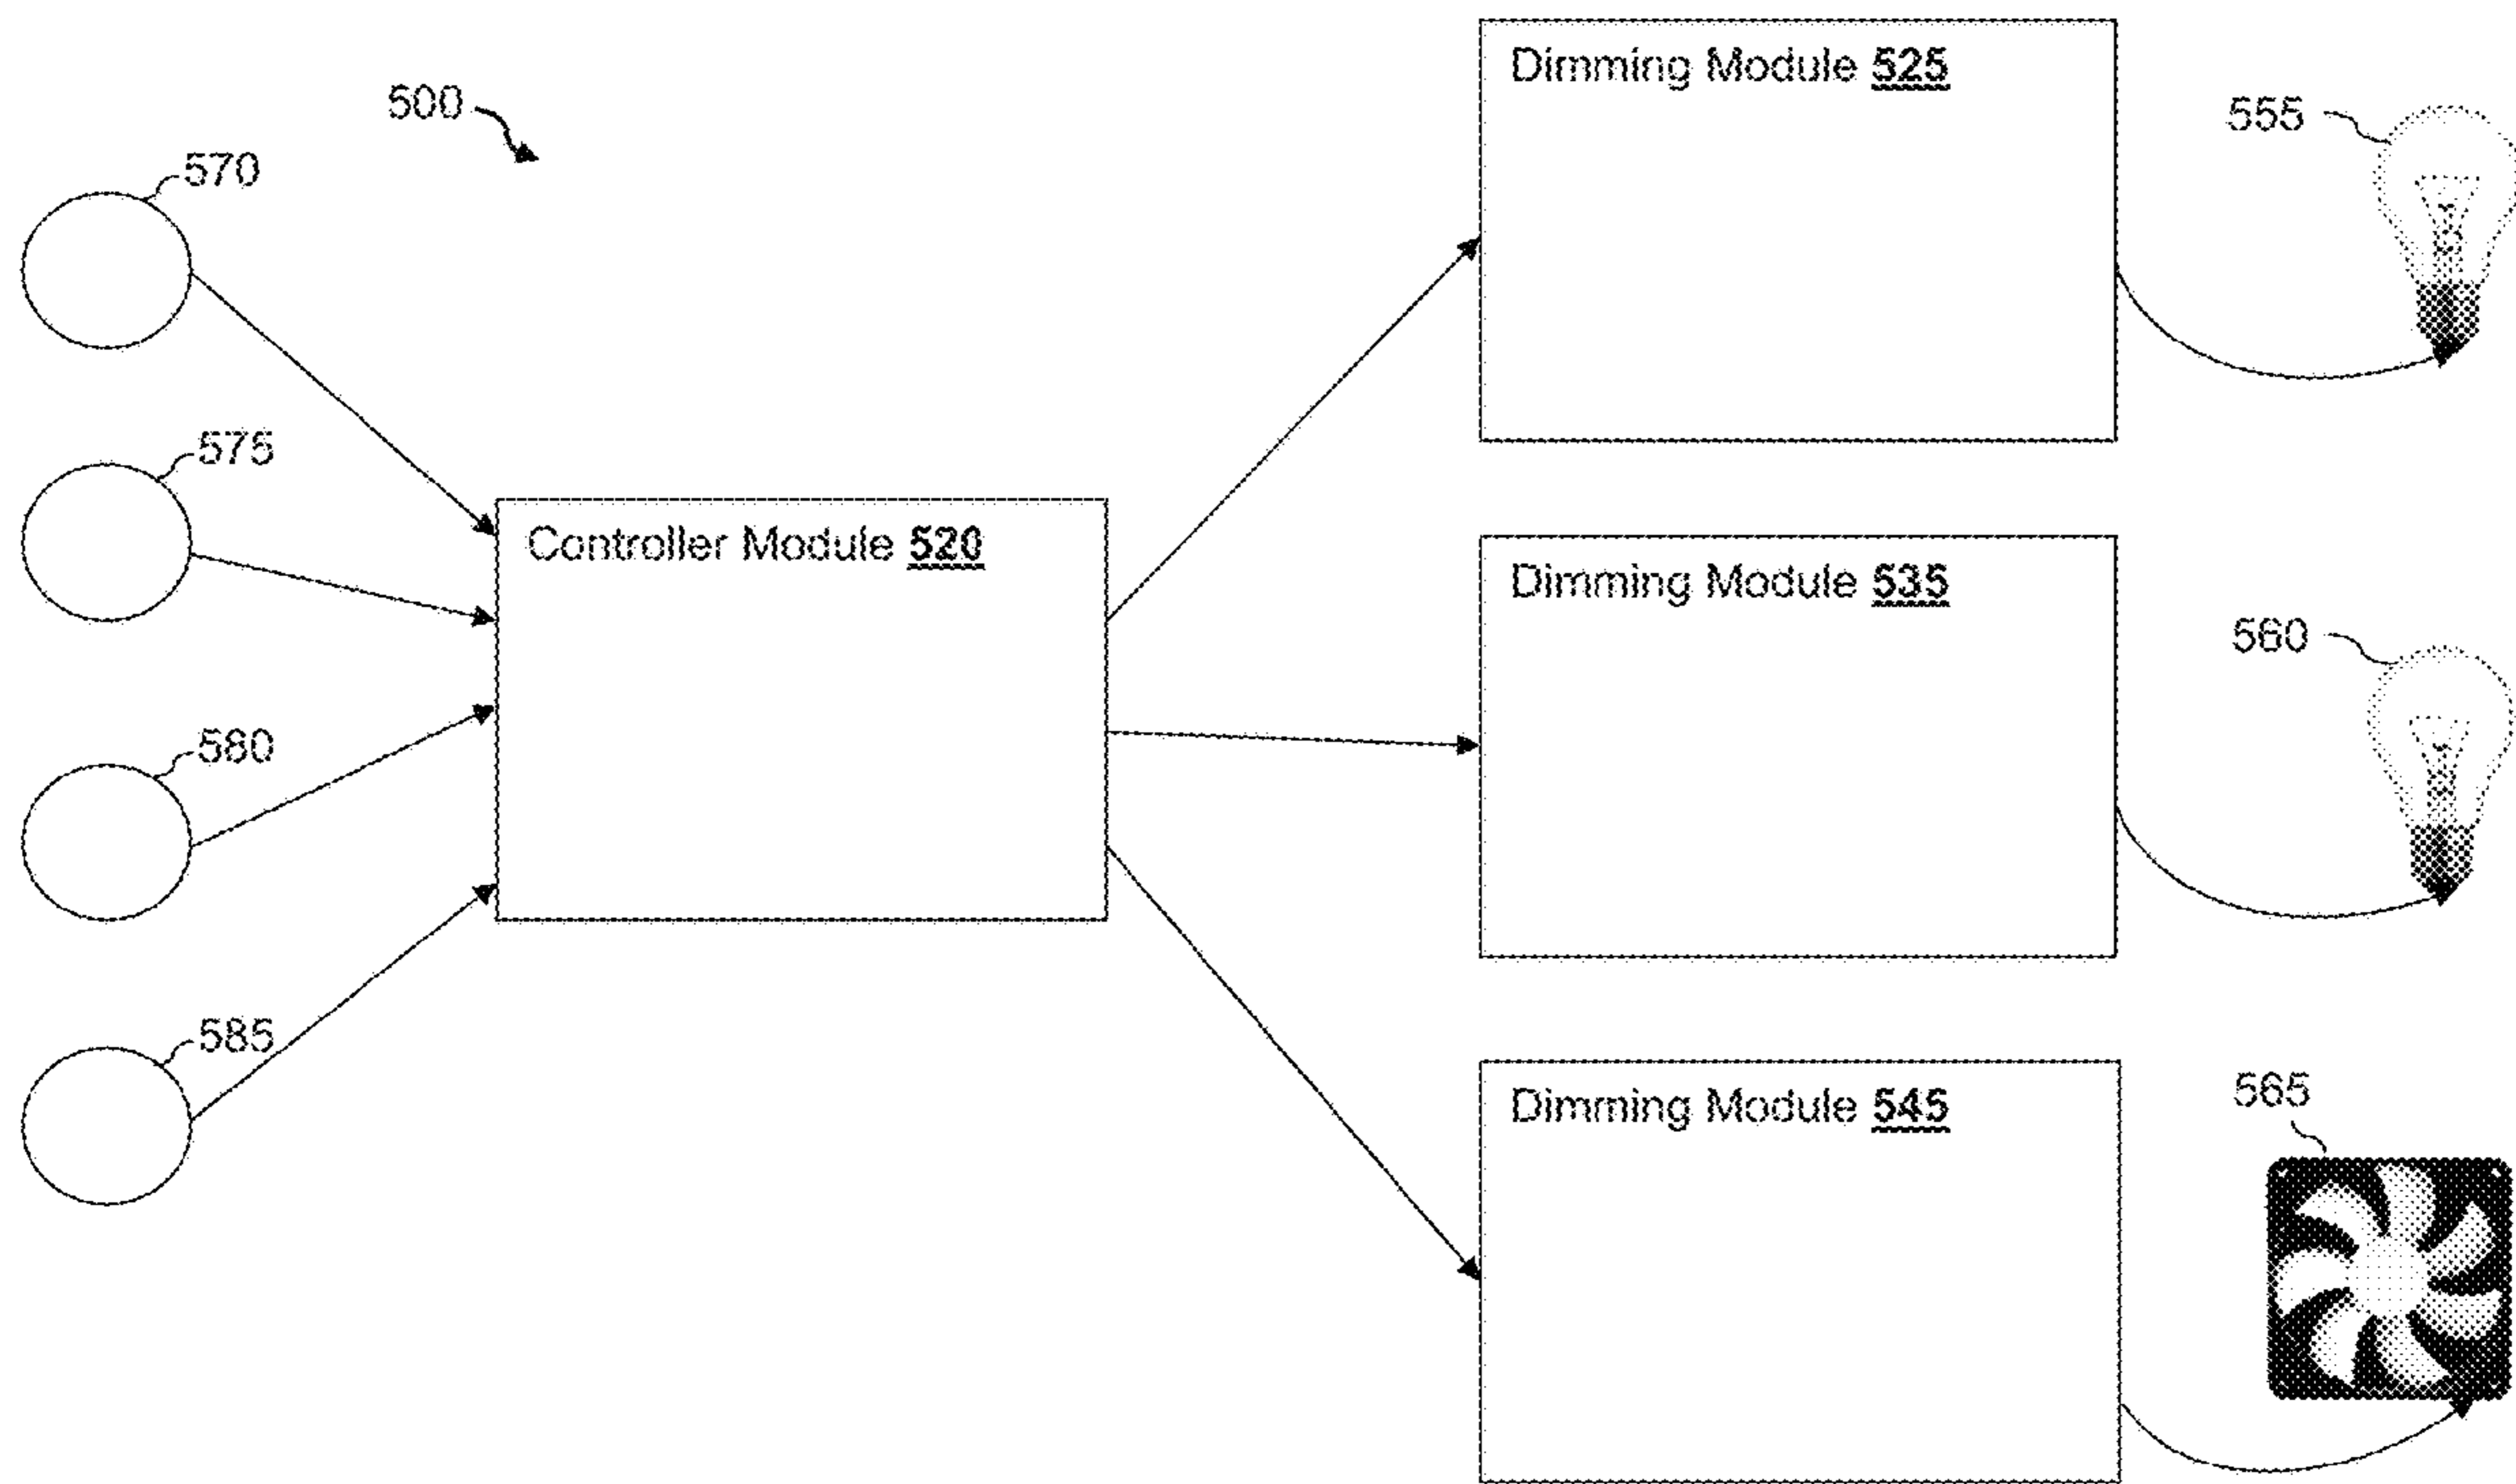 500
570
575
580
585
Controller Module 520
Dimming Module 525
555
Dimming Module 535
560
Dimming Module 545
565